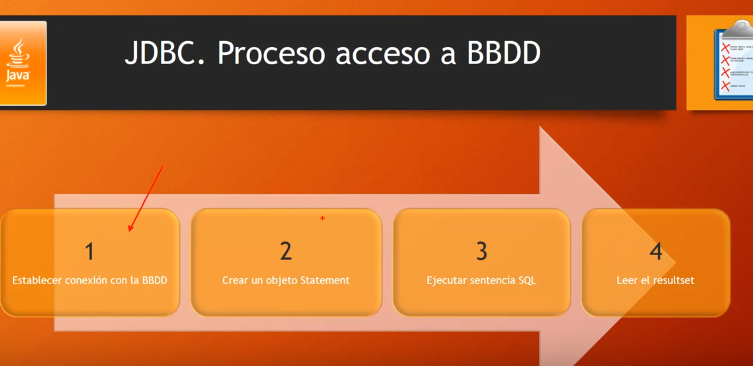 Java
JDBC. Proceso acceso a BBDD
1
Establecer conexión con la BBDD
2
Crear un objeto Statement
3
Ejecutar sentencia SQL
4
Leer el resultset